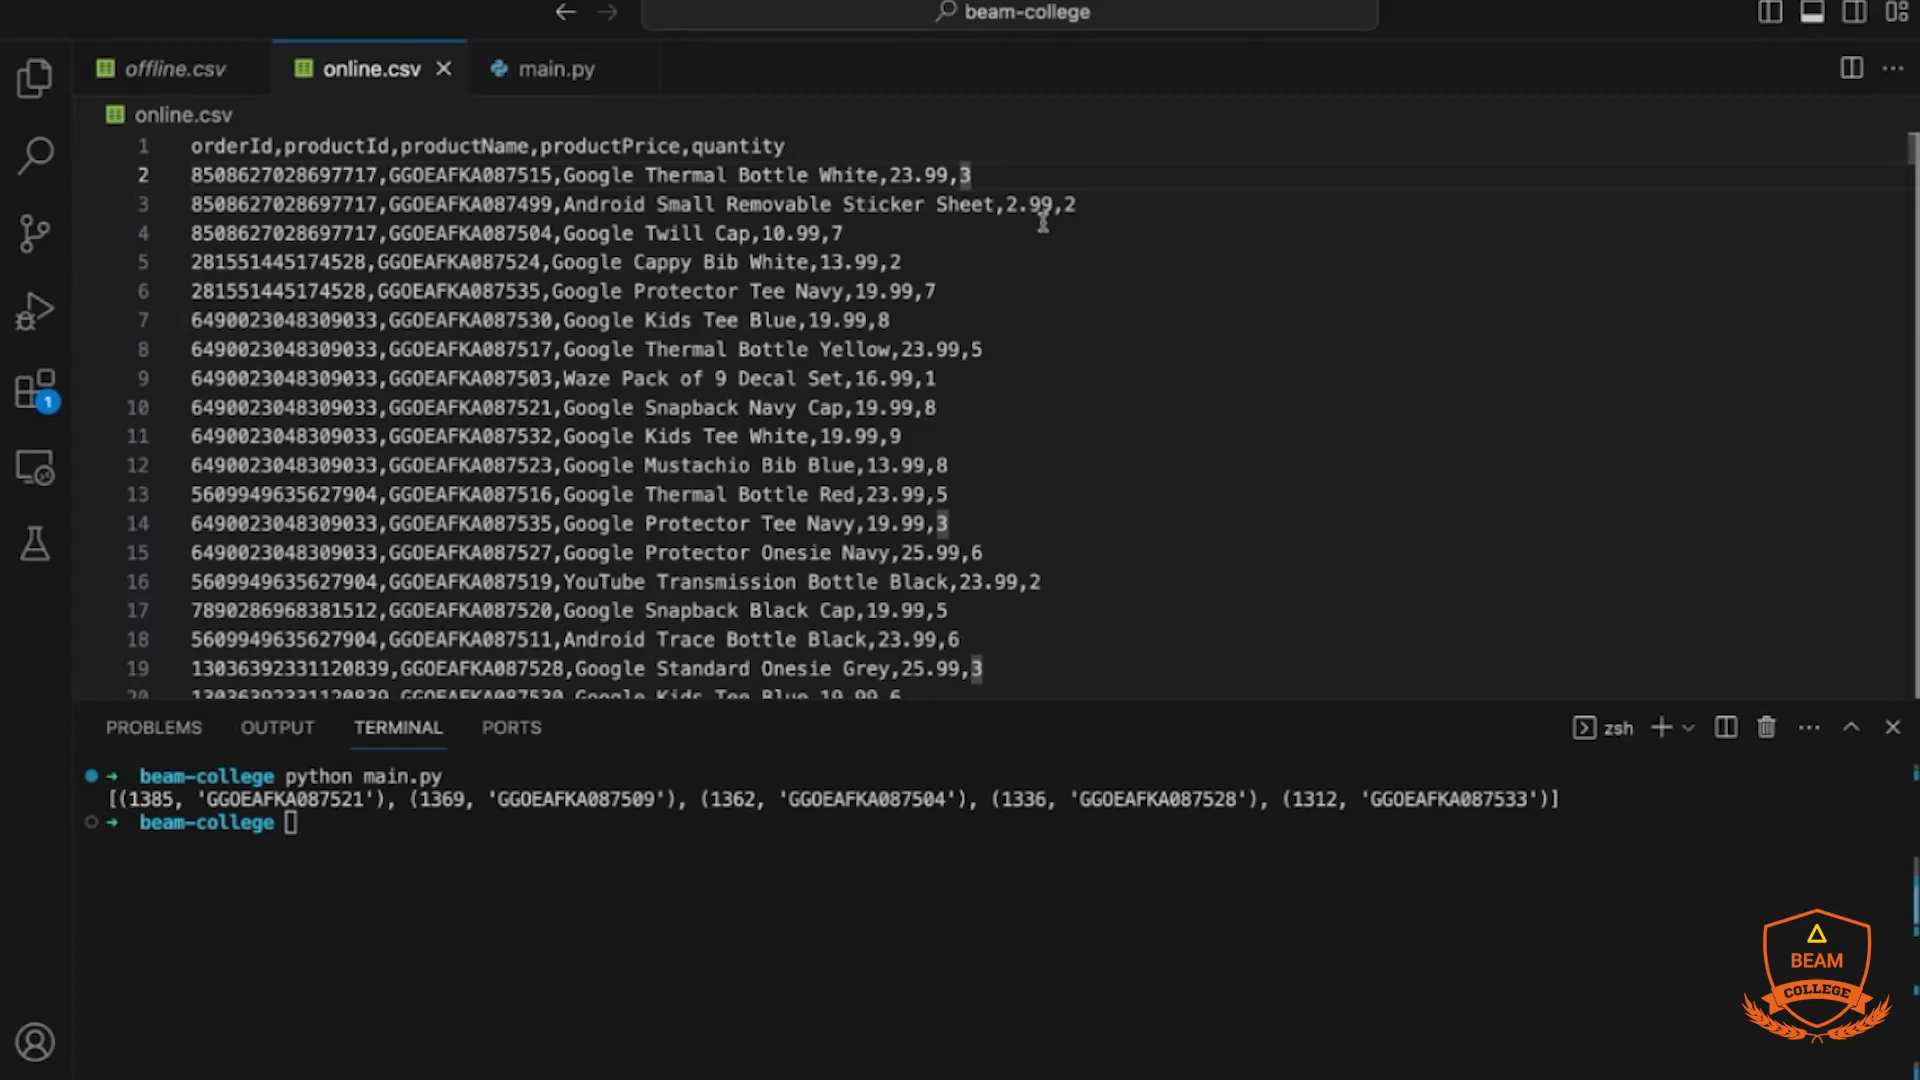 beam-college
offline.csv
online.csv
main.py
online.csv
1 orderId,productId,productName,productPrice,quantity
2 8508627028697717,GGOEAFKA087515,Google Thermal Bottle White,23.99,3
3 8508627028697717,GGOEAFKA087499,Android Small Removable Sticker Sheet,2.99,2
4 8508627028697717,GGOEAFKA087504,Google Twill Cap,10.99,7
5 281551445174528,GGOEAFKA087524,Google Cappy Bib White,13.99,2
6 281551445174528,GGOEAFKA087535,Google Protector Tee Navy,19.99,7
7 6490023048309033,GGOEAFKA087530,Google Kids Tee Blue,19.99,8
8 6490023048309033,GGOEAFKA087517,Google Thermal Bottle Yellow,23.99,5
9 6490023048309033,GGOEAFKA087503,Waze Pack of 9 Decal Set,16.99,1
10 6490023048309033,GGOEAFKA087521,Google Snapback Navy Cap,19.99,8
11 6490023048309033,GGOEAFKA087532,Google Kids Tee White,19.99,9
12 6490023048309033,GGOEAFKA087523,Google Mustachio Bib Blue,13.99,8
13 5609949635627904,GGOEAFKA087516,Google Thermal Bottle Red,23.99,5
14 6490023048309033,GGOEAFKA087535,Google Protector Tee Navy,19.99,3
15 6490023048309033,GGOEAFKA087527,Google Protector Onesie Navy,25.99,6
16 5609949635627904,GGOEAFKA087519,YouTube Transmission Bottle Black,23.99,2
17 7890286968381512,GGOEAFKA087520,Google Snapback Black Cap,19.99,5
18 5609949635627904,GGOEAFKA087511,Android Trace Bottle Black,23.99,6
19 13036392331120839,GGOEAFKA087528,Google Standard Onesie Grey,25.99,3
20 13036392331120839,GGOEAFKA087530,Google Kids Tee Blue,19.99,6
1
PROBLEMS OUTPUT TERMINAL PORTS zsh
beam-college python main.py
[(1385, 'GGOEAFKA087521'), (1369, 'GGOEAFKA087509'), (1362, 'GGOEAFKA087504'), (1336, 'GGOEAFKA087528'), (1312, 'GGOEAFKA087533')]
beam-college
BEAM
COLLEGE